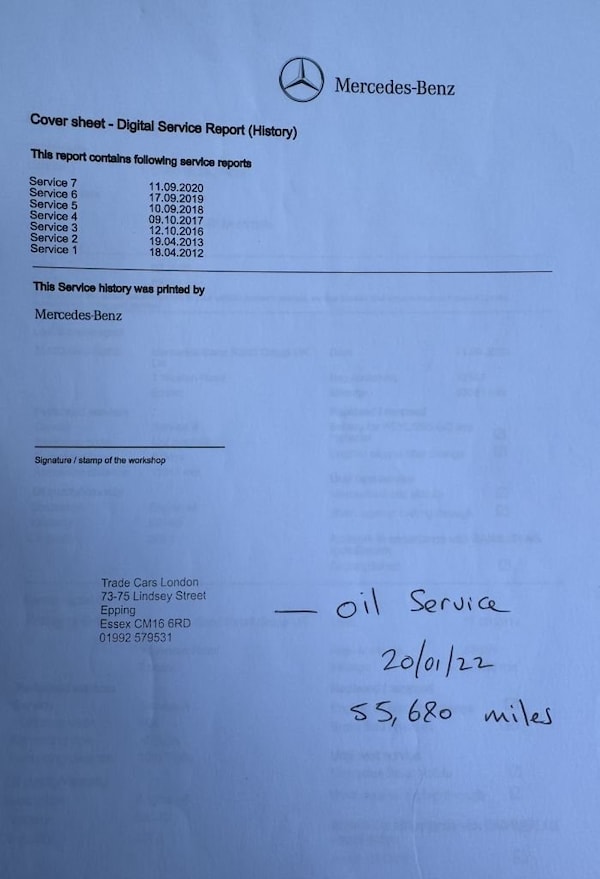 Mercedes-Benz
Cover sheet - Digital Service Report (History)
This report contains following service reports
Service 7 11.09.2020
Service 6 17.09.2019
Service 5 10.09.2018
Service 4 09.10.2017
Service 3 12.10.2016
Service 2 19.04.2013
Service 1 18.04.2012
This Service history was printed by
Mercedes-Benz
Signature / stamp of the workshop
Trade Cars London
73-75 Lindsey Street
Epping
Essex CM16 6RD
01992 579531
— oil Service
20/01/22
55,680 miles